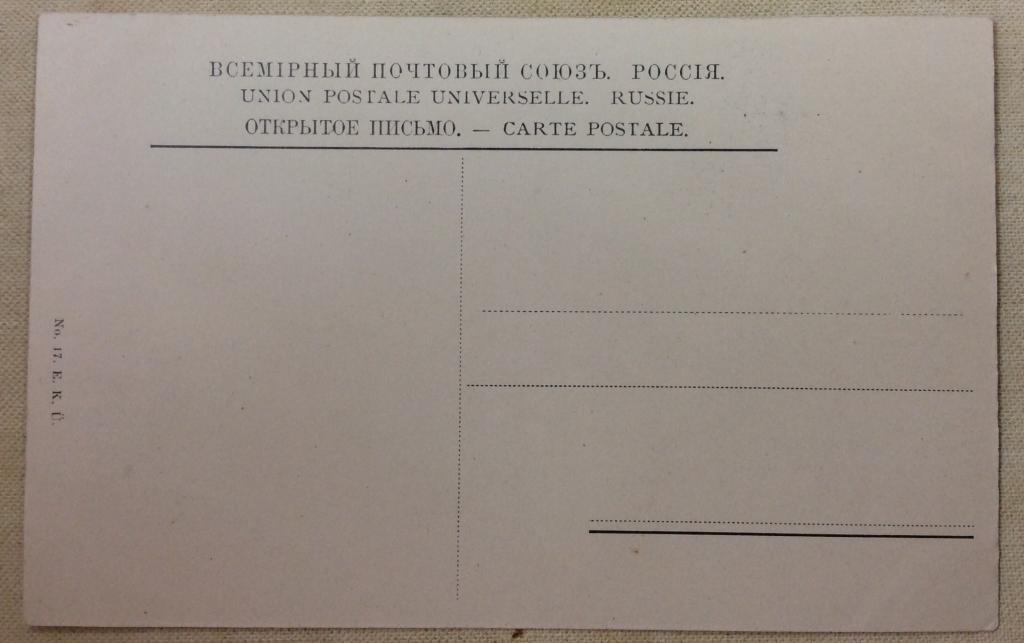 ВСЕМІРНЫЙ ПОЧТОВЫЙ СОЮЗЪ. РОССІЯ.
UNION POSTALE UNIVERSELLE. RUSSIE.
ОТКРЫТОЕ ПИСЬМО. — CARTE POSTALE.
No. 17. E. K. Ü.